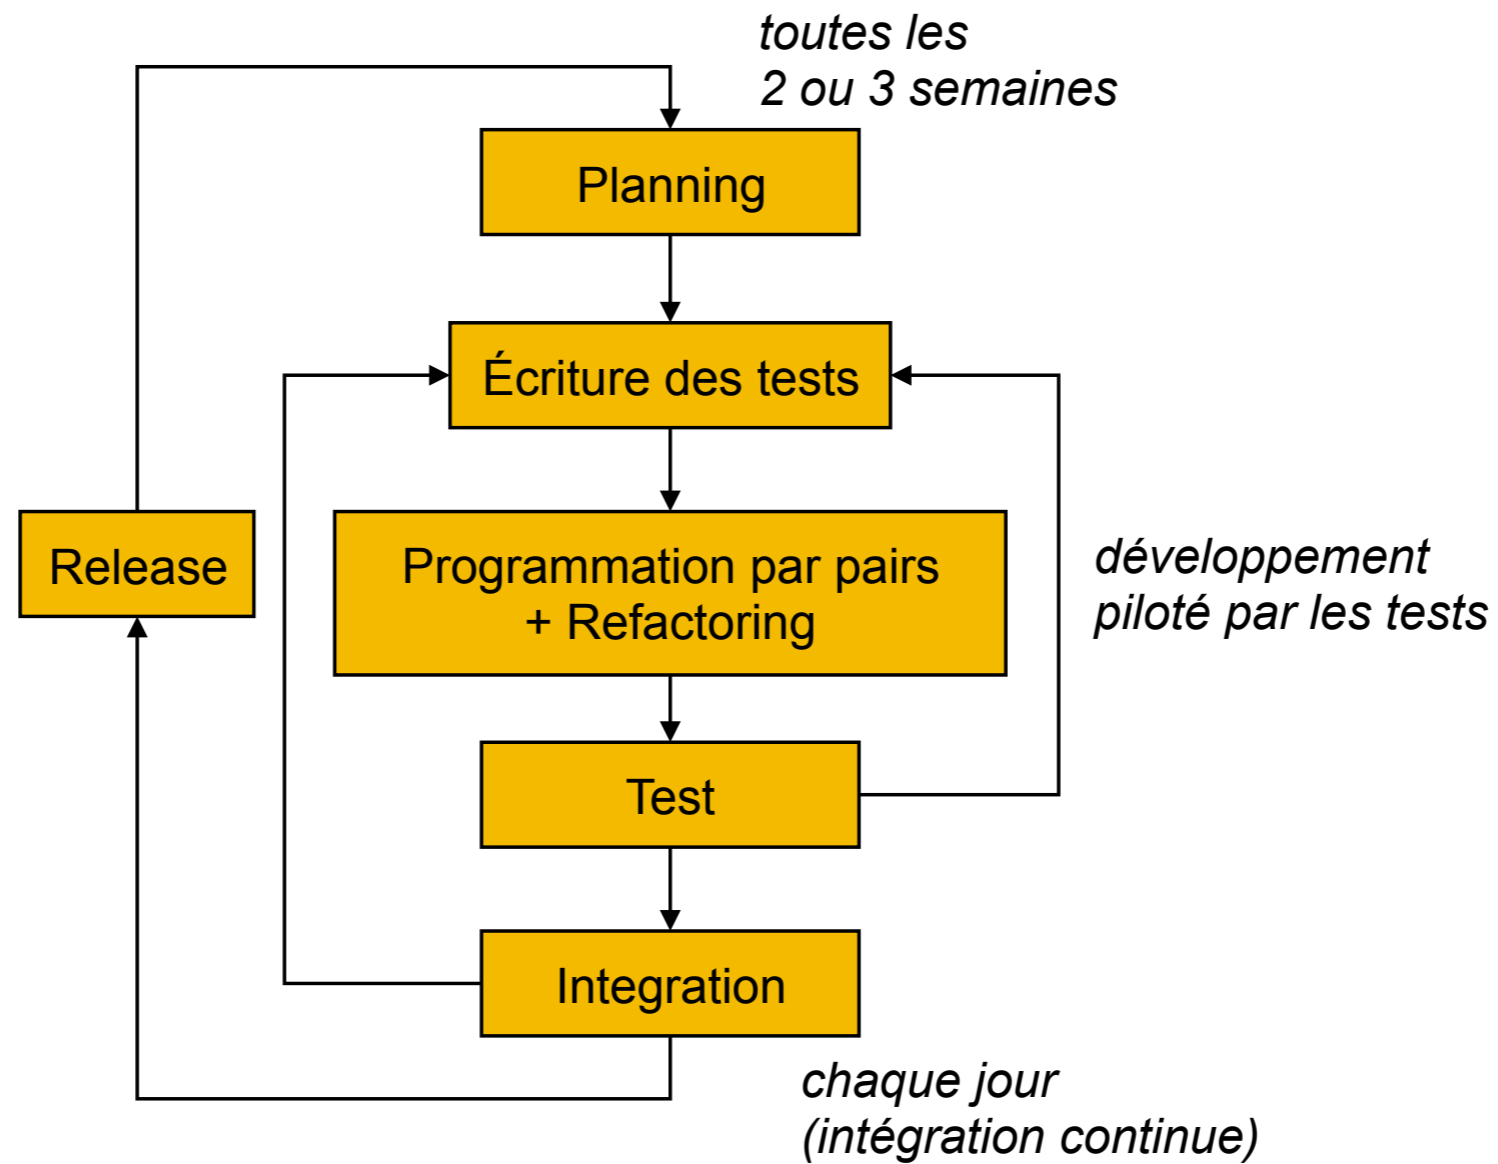 toutes les
2 ou 3 semaines
Planning
Écriture des tests
Release
Programmation par pairs
+ Refactoring
développement
piloté par les tests
Test
Integration
chaque jour
(intégration continue)